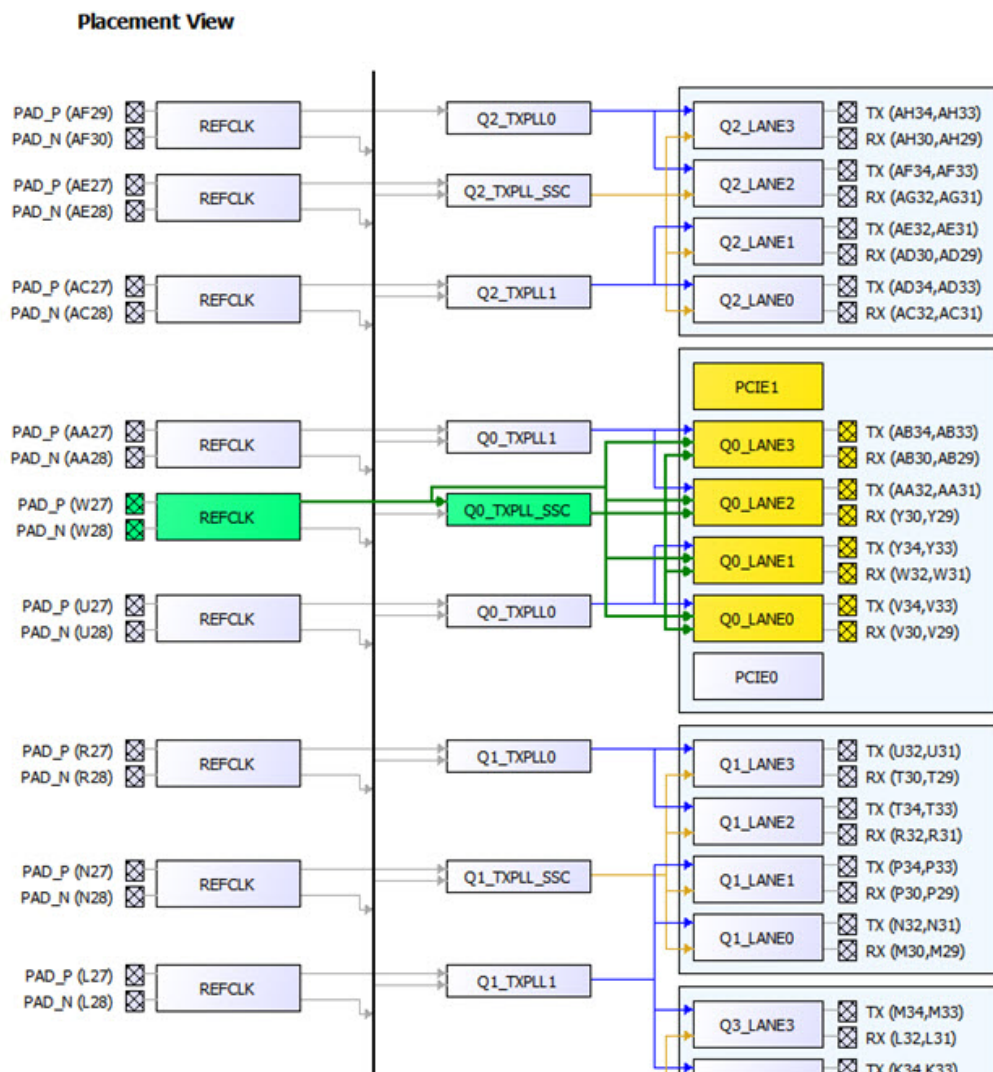 Placement View
PAD_P (AF29)
PAD_N (AF30)
REFCLK
Q2_TXPLL0
Q2_LANE3
TX (AH34,AH33)
RX (AH30,AH29)
PAD_P (AE27)
PAD_N (AE28)
REFCLK
Q2_TXPLL_SSC
Q2_LANE2
TX (AF34,AF33)
RX (AG32,AG31)
Q2_LANE1
TX (AE32,AE31)
RX (AD30,AD29)
PAD_P (AC27)
PAD_N (AC28)
REFCLK
Q2_TXPLL1
Q2_LANE0
TX (AD34,AD33)
RX (AC32,AC31)
PCIE1
PAD_P (AA27)
PAD_N (AA28)
REFCLK
Q0_TXPLL1
Q0_LANE3
TX (AB34,AB33)
RX (AB30,AB29)
PAD_P (W27)
PAD_N (W28)
REFCLK
Q0_TXPLL_SSC
Q0_LANE2
TX (AA32,AA31)
RX (Y30,Y29)
Q0_LANE1
TX (Y34,Y33)
RX (W32,W31)
PAD_P (U27)
PAD_N (U28)
REFCLK
Q0_TXPLL0
Q0_LANE0
TX (V34,V33)
RX (V30,V29)
PCIE0
PAD_P (R27)
PAD_N (R28)
REFCLK
Q1_TXPLL0
Q1_LANE3
TX (U32,U31)
RX (T30,T29)
Q1_LANE2
TX (T34,T33)
RX (R32,R31)
PAD_P (N27)
PAD_N (N28)
REFCLK
Q1_TXPLL_SSC
Q1_LANE1
TX (P34,P33)
RX (P30,P29)
Q1_LANE0
TX (N32,N31)
RX (M30,M29)
PAD_P (L27)
PAD_N (L28)
REFCLK
Q1_TXPLL1
Q3_LANE3
TX (M34,M33)
RX (L32,L31)
TX (K34,K33)